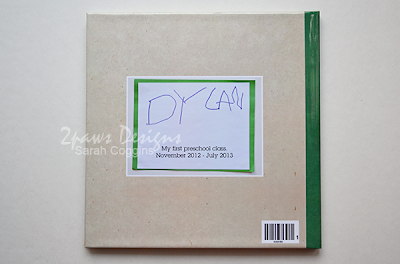 DYLAN
2paws Designs
Sarah Coggins
My first preschool class.
November 2012 - July 2013